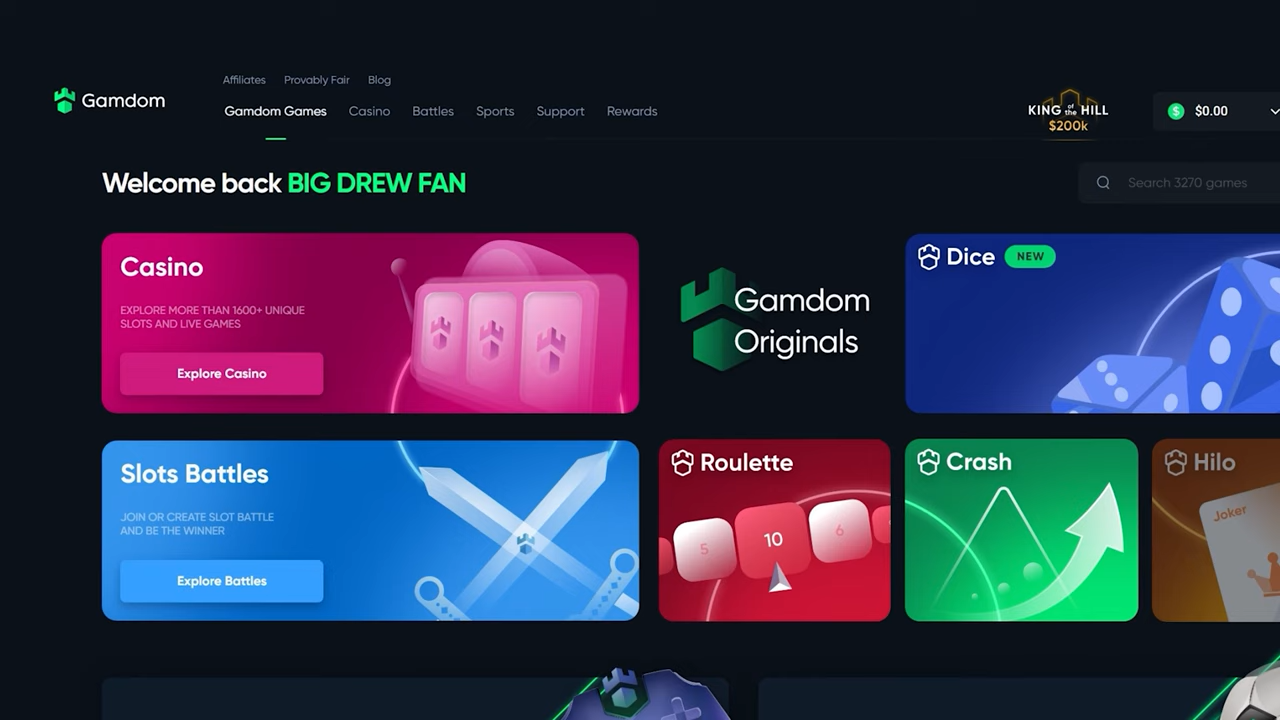 Affiliates Provably Fair Blog
Gamdom
Gamdom Games Casino Battles Sports Support Rewards
KING of the HILL
$200k
$ $0.00
Welcome back BIG DREW FAN
Search 3270 games
Casino
EXPLORE MORE THAN 1600+ UNIQUE
SLOTS AND LIVE GAMES
Explore Casino
Gamdom
Originals
Dice NEW
Slots Battles
JOIN OR CREATE SLOT BATTLE
AND BE THE WINNER
Explore Battles
Roulette
5 10 6
Crash
Hilo
Joker